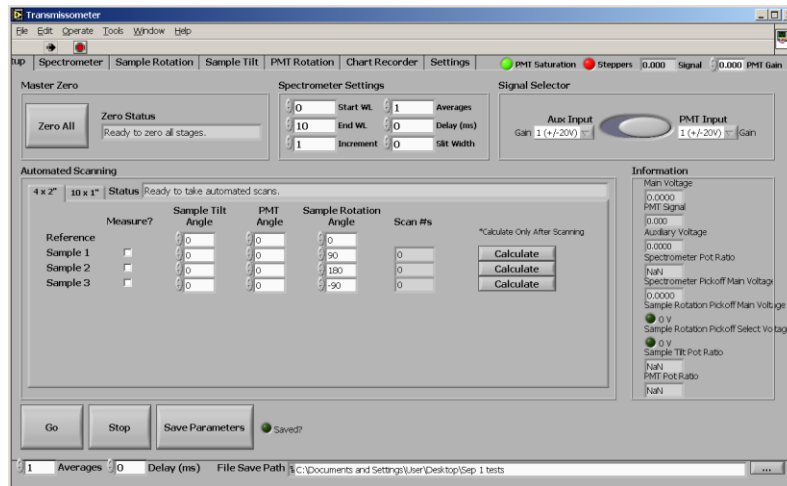 Transmissometer
File Edit Operate Tools Window Help
tup Spectrometer Sample Rotation Sample Tilt PMT Rotation Chart Recorder Settings PMT Saturation Steppers 0.000 Signal 0.000 PMT Gain
Master Zero
Zero All
Zero Status
Ready to zero all stages.
Spectrometer Settings
0 Start WL 1 Averages
10 End WL 0 Delay (ms)
1 Increment 0 Slit Width
Signal Selector
Aux Input PMT Input
Gain 1 (+/-20V) 1 (+/-20V) Gain
Automated Scanning
4 x 2" 10 x 1" Status Ready to take automated scans.
Measure? Sample Tilt Angle PMT Angle Sample Rotation Angle Scan #s *Calculate Only After Scanning
Reference 0 0 0
Sample 1 0 0 90 0 Calculate
Sample 2 0 0 180 0 Calculate
Sample 3 0 0 -90 0 Calculate
Information
Main Voltage
0.0000
PMT Signal
0.000
Auxiliary Voltage
0.0000
Spectrometer Pot Ratio
NaN
Spectrometer Pickoff Main Voltage
0.0000
Sample Rotation Pickoff Main Voltage
0 V
Sample Rotation Pickoff Select Voltag
0 V
Sample Tilt Pot Ratio
NaN
PMT Pot Ratio
NaN
Go Stop Save Parameters Saved?
1 Averages 0 Delay (ms) File Save Path C:\Documents and Settings\User\Desktop\Sep 1 tests ...